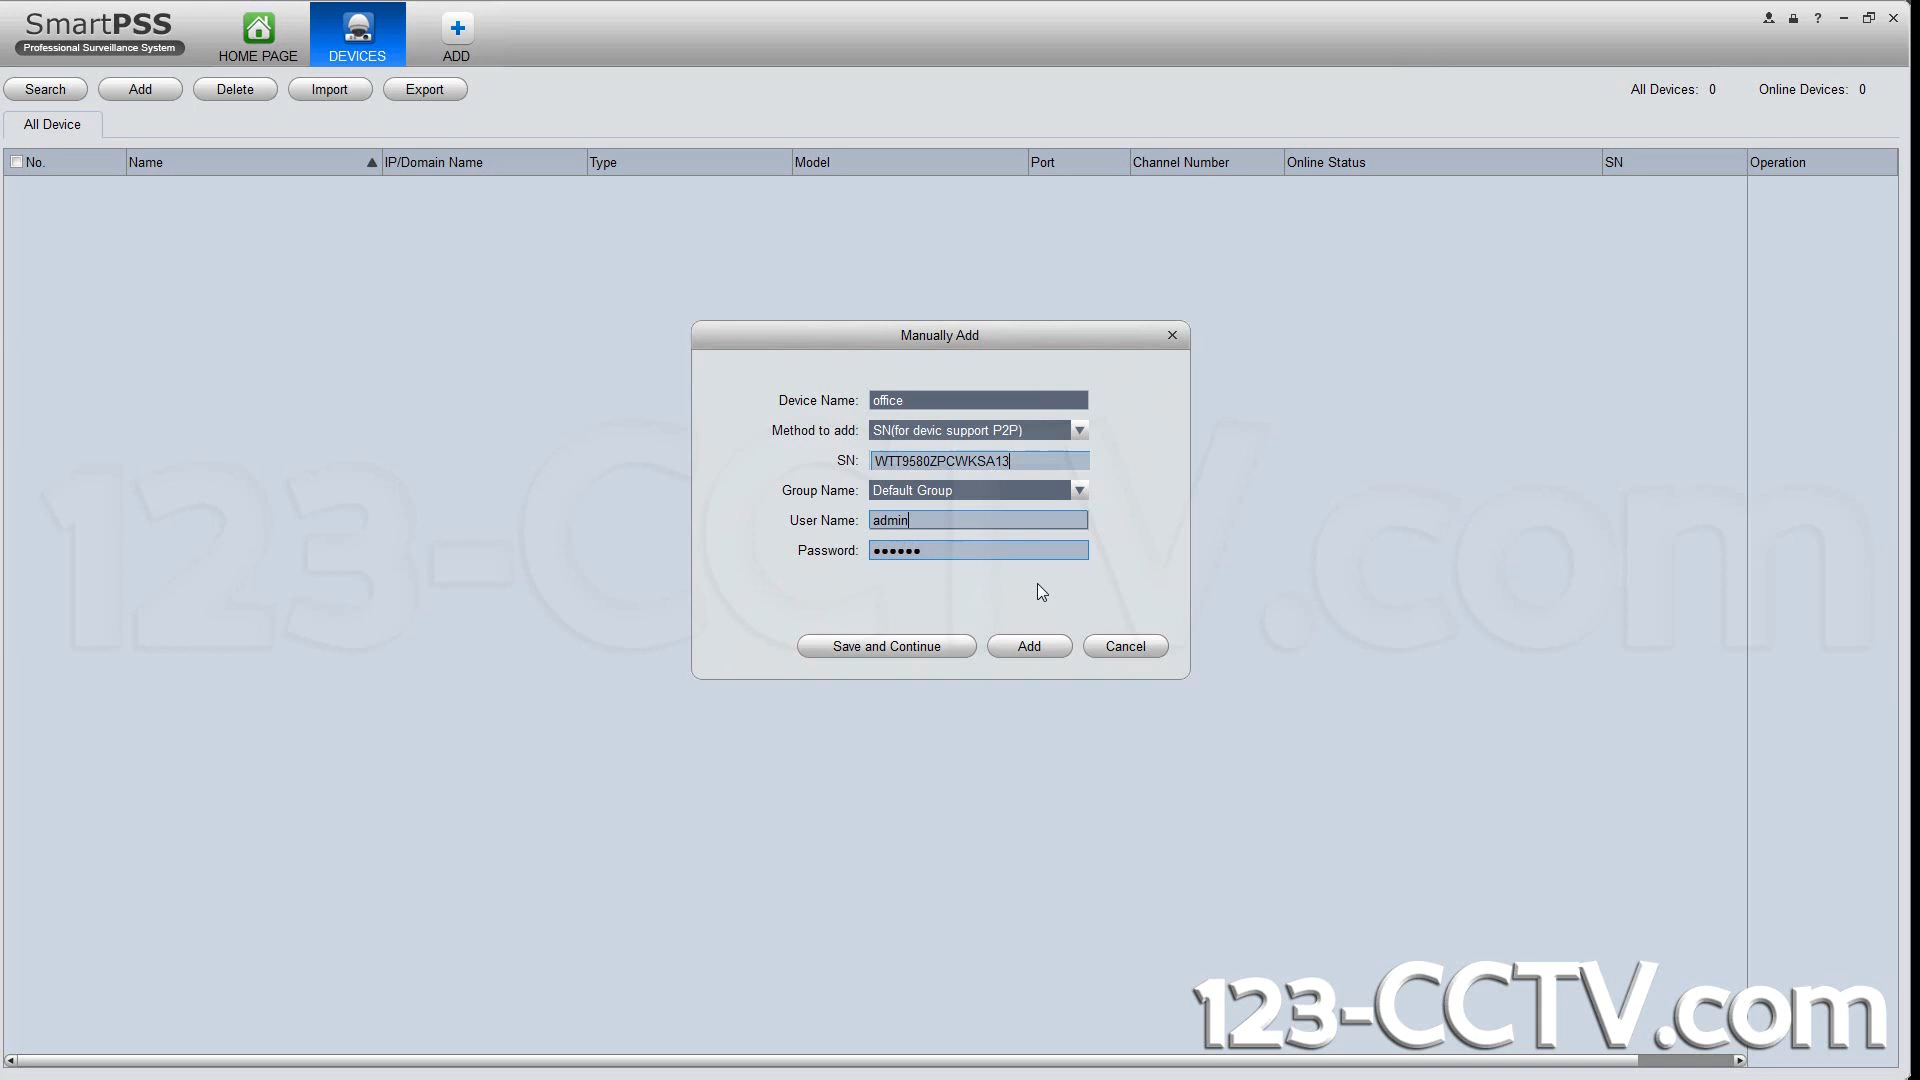 SmartPSS
Professional Surveillance System
HOME PAGE
DEVICES
ADD
Search
Add
Delete
Import
Export
All Devices: 0
Online Devices: 0
All Device
No.
Name
IP/Domain Name
Type
Model
Port
Channel Number
Online Status
SN
Operation
Manually Add
Device Name: office
Method to add: SN(for devic support P2P)
SN: WTT9580ZPCWKSA13
Group Name: Default Group
User Name: admin
Password: ●●●●●●
Save and Continue
Add
Cancel
123-CCTV.com
123-CCTV.com